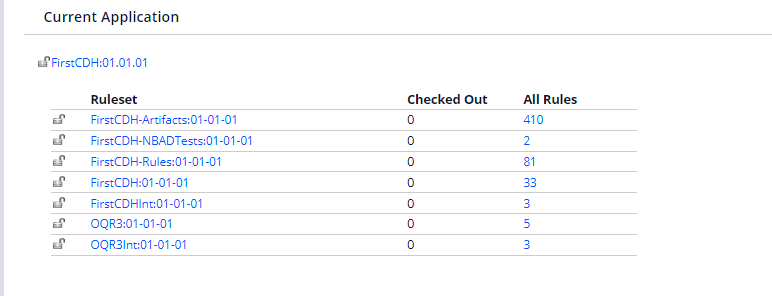 Current Application
FirstCDH:01.01.01
Ruleset Checked Out All Rules
FirstCDH-Artifacts:01-01-01 0 410
FirstCDH-NBADTests:01-01-01 0 2
FirstCDH-Rules:01-01-01 0 81
FirstCDH:01-01-01 0 33
FirstCDHInt:01-01-01 0 3
OQR3:01-01-01 0 5
OQR3Int:01-01-01 0 3